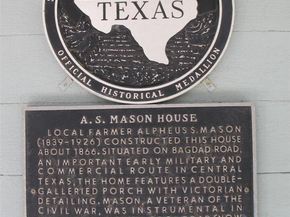 TEXAS
OFFICIAL HISTORICAL MEDALLION
A. S. MASON HOUSE
LOCAL FARMER ALPHEUS S. MASON
(1839-1926) CONSTRUCTED THIS HOUSE
ABOUT 1866. SITUATED ON BAGDAD ROAD,
AN IMPORTANT EARLY MILITARY AND
COMMERCIAL ROUTE IN CENTRAL
TEXAS, THE HOME FEATURES A DOUBLE-
GALLERIED PORCH WITH VICTORIAN
DETAILING. MASON, A VETERAN OF THE
CIVIL WAR, WAS INSTRUMENTAL IN